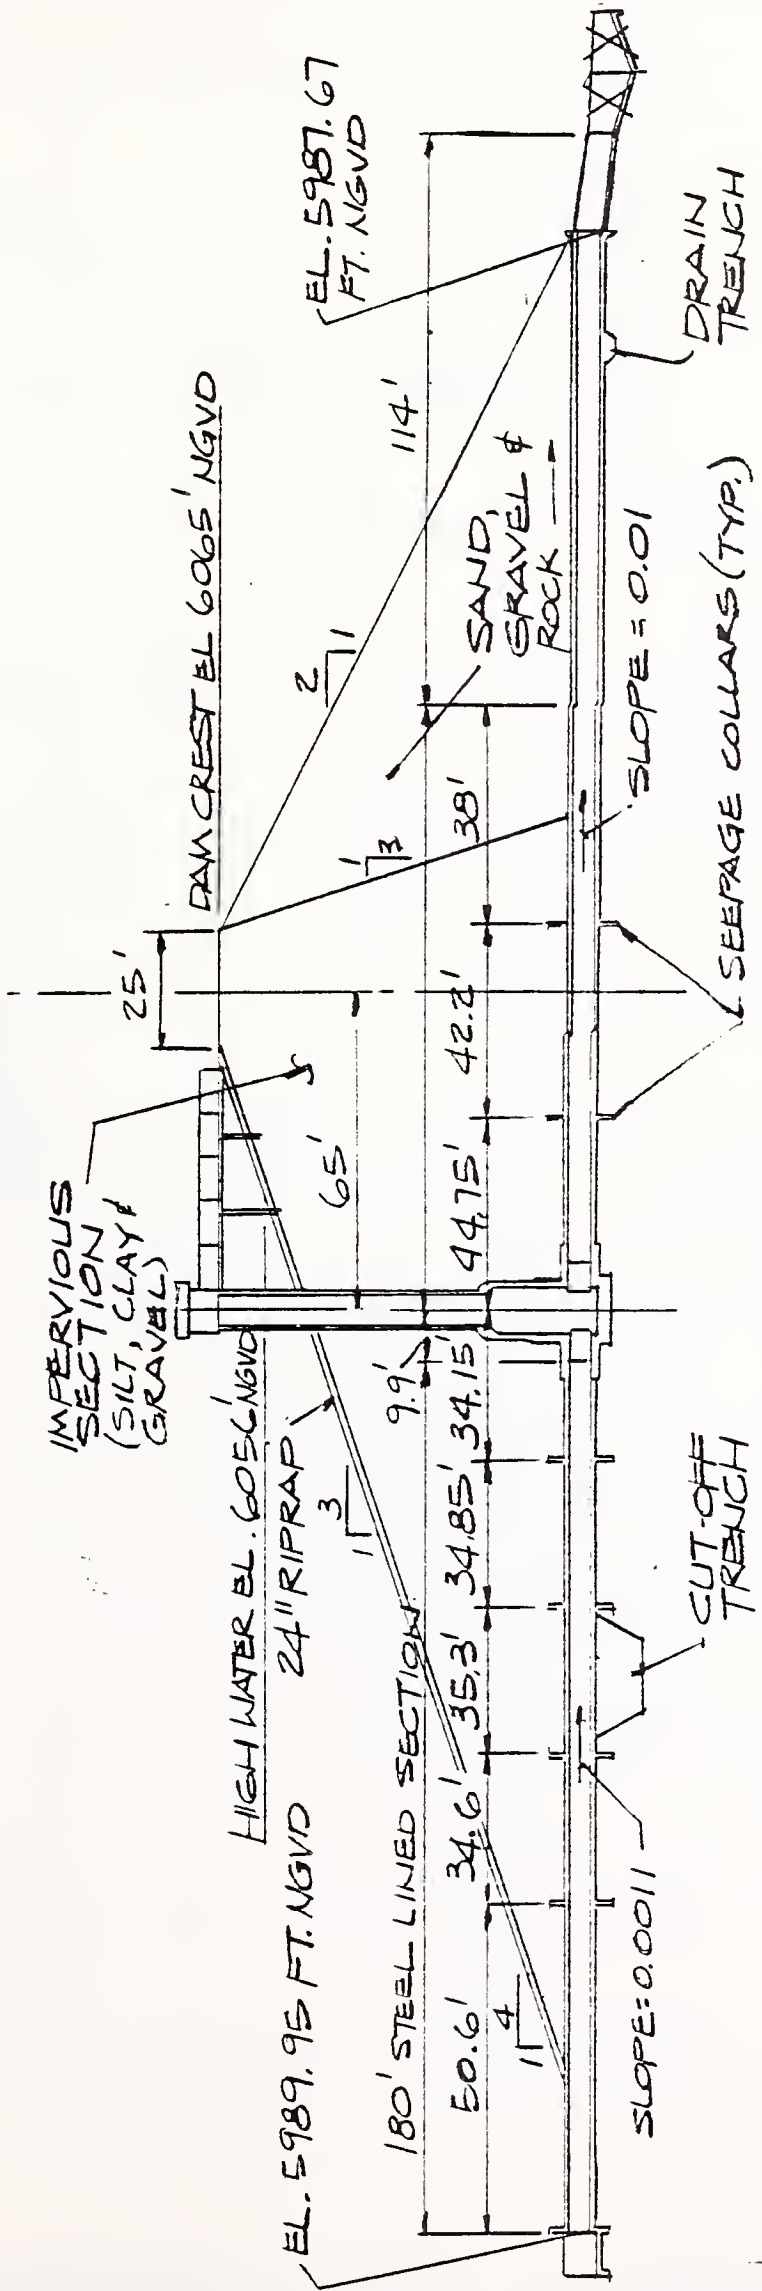 EL. 5989.95 FT. NGVD
HIGH WATER EL. 6056' NGVD
24" RIPRAP
IMPERVIOUS
SECTION
(SILT, CLAY &
GRAVEL)
25'
DAM CREST EL 6065' NGVD
EL. 5987.67
FT. NGVD
1
4
1
3
1
3
2
1
65'
114'
180' STEEL LINED SECTION
9.9'
50.6'
34.6'
35.3'
34.85'
34.15'
44.75'
42.2'
38'
SAND,
GRAVEL &
ROCK
SLOPE=0.0011
CUT-OFF
TRENCH
SEEPAGE COLLARS (TYP.)
SLOPE = 0.01
DRAIN
TRENCH